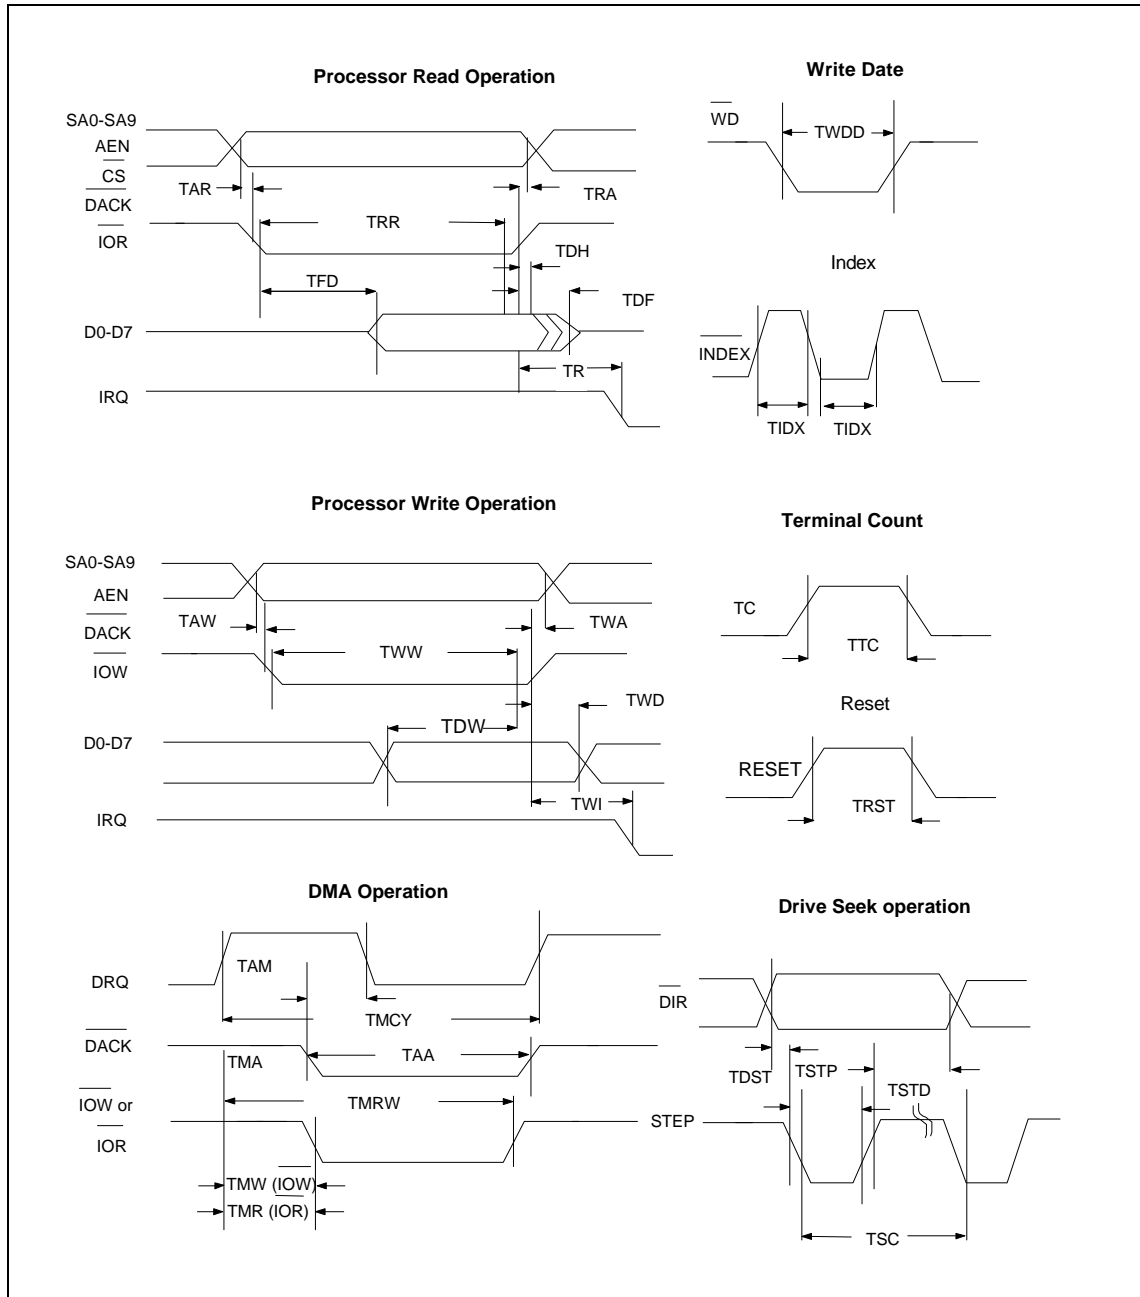 Processor Read Operation
SA0-SA9
AEN
CS
TAR
TRA
DACK
TRR
IOR
TDH
TFD
TDF
D0-D7
TR
IRQ
Write Date
WD
TWDD
Index
INDEX
TIDX
TIDX
Processor Write Operation
SA0-SA9
AEN
TAW
TWA
DACK
TWW
IOW
TWD
TDW
D0-D7
TWI
IRQ
Terminal Count
TC
TTC
Reset
RESET
TRST
DMA Operation
TAM
DRQ
TMCY
DACK
TMA
TAA
IOW or
TMRW
IOR
TMW (IOW)
TMR (IOR)
Drive Seek operation
DIR
TDST
TSTP
TSTD
STEP
TSC